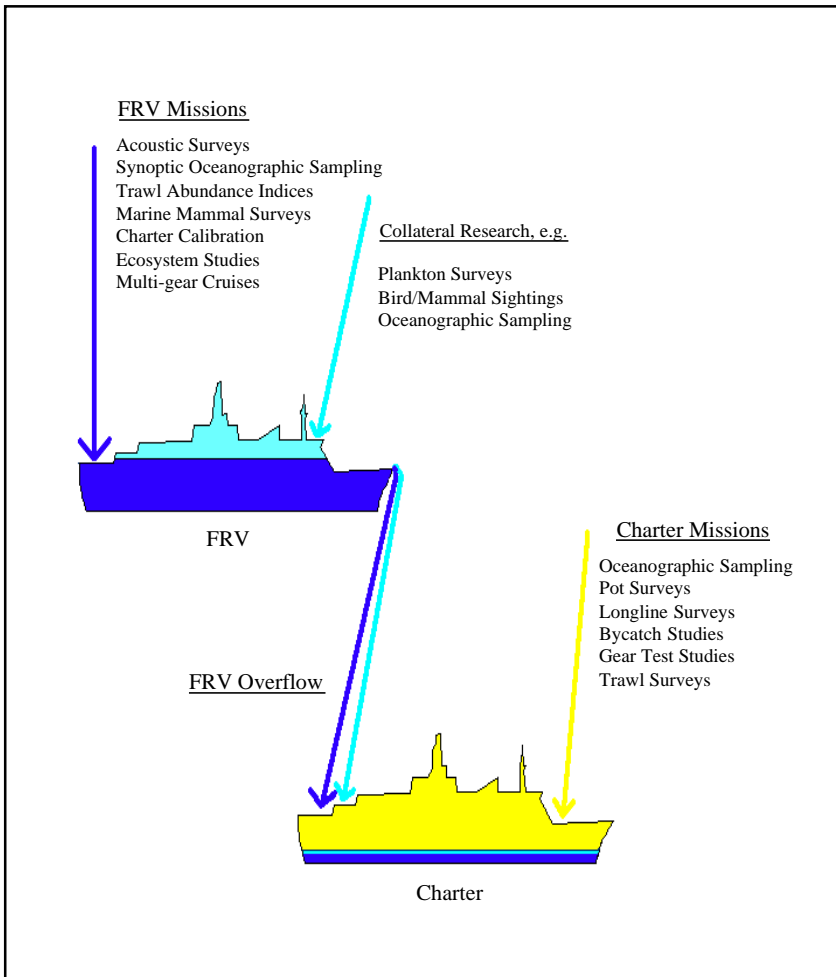 FRV Missions
Acoustic Surveys
Synoptic Oceanographic Sampling
Trawl Abundance Indices
Marine Mammal Surveys
Charter Calibration
Ecosystem Studies
Multi-gear Cruises
Collateral Research, e.g.
Plankton Surveys
Bird/Mammal Sightings
Oceanographic Sampling
FRV
Charter Missions
Oceanographic Sampling
Pot Surveys
Longline Surveys
Bycatch Studies
Gear Test Studies
Trawl Surveys
FRV Overflow
Charter